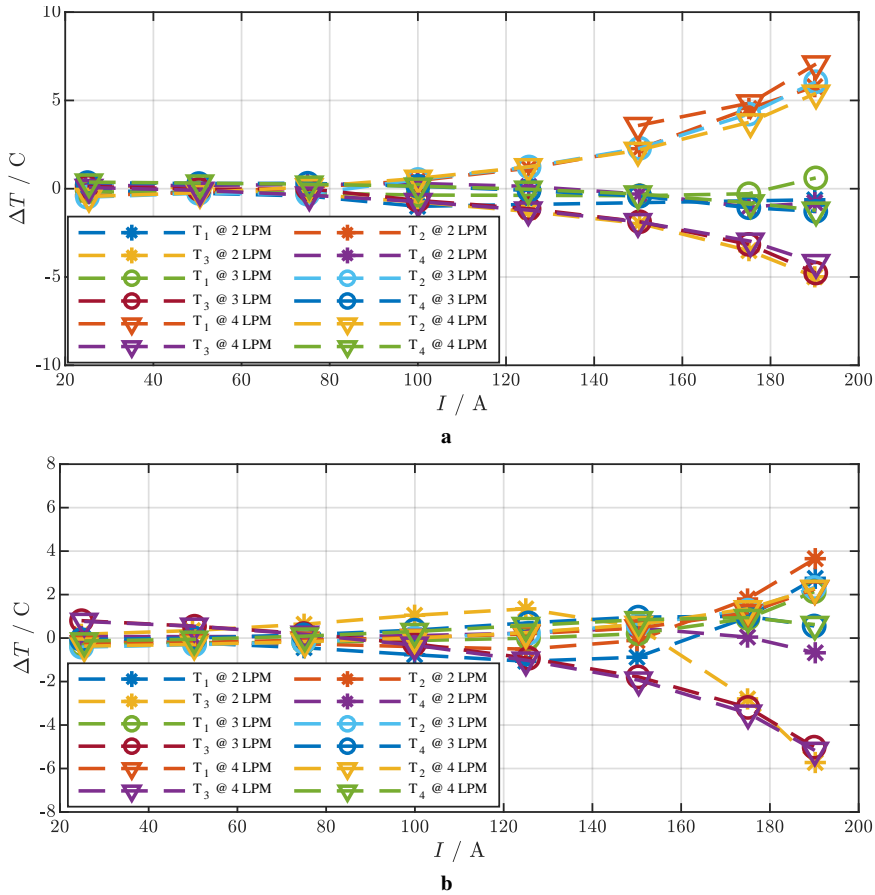 10
5
0
-5
-10
ΔT / C
T1 @ 2 LPM T2 @ 2 LPM
T3 @ 2 LPM T4 @ 2 LPM
T1 @ 3 LPM T2 @ 3 LPM
T3 @ 3 LPM T4 @ 3 LPM
T1 @ 4 LPM T2 @ 4 LPM
T3 @ 4 LPM T4 @ 4 LPM
20 40 60 80 100 120 140 160 180 200
I / A
a
8
6
4
2
0
-2
-4
-6
-8
ΔT / C
T1 @ 2 LPM T2 @ 2 LPM
T3 @ 2 LPM T4 @ 2 LPM
T1 @ 3 LPM T2 @ 3 LPM
T3 @ 3 LPM T4 @ 3 LPM
T1 @ 4 LPM T2 @ 4 LPM
T3 @ 4 LPM T4 @ 4 LPM
20 40 60 80 100 120 140 160 180 200
I / A
b